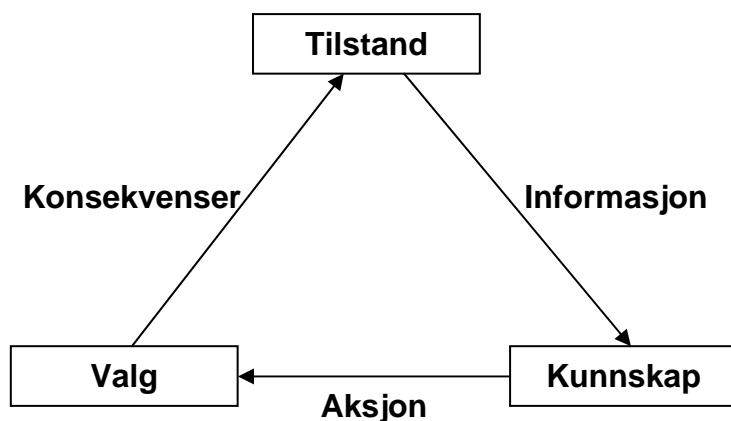 Tilstand
Konsekvenser
Informasjon
Valg
Kunnskap
Aksjon